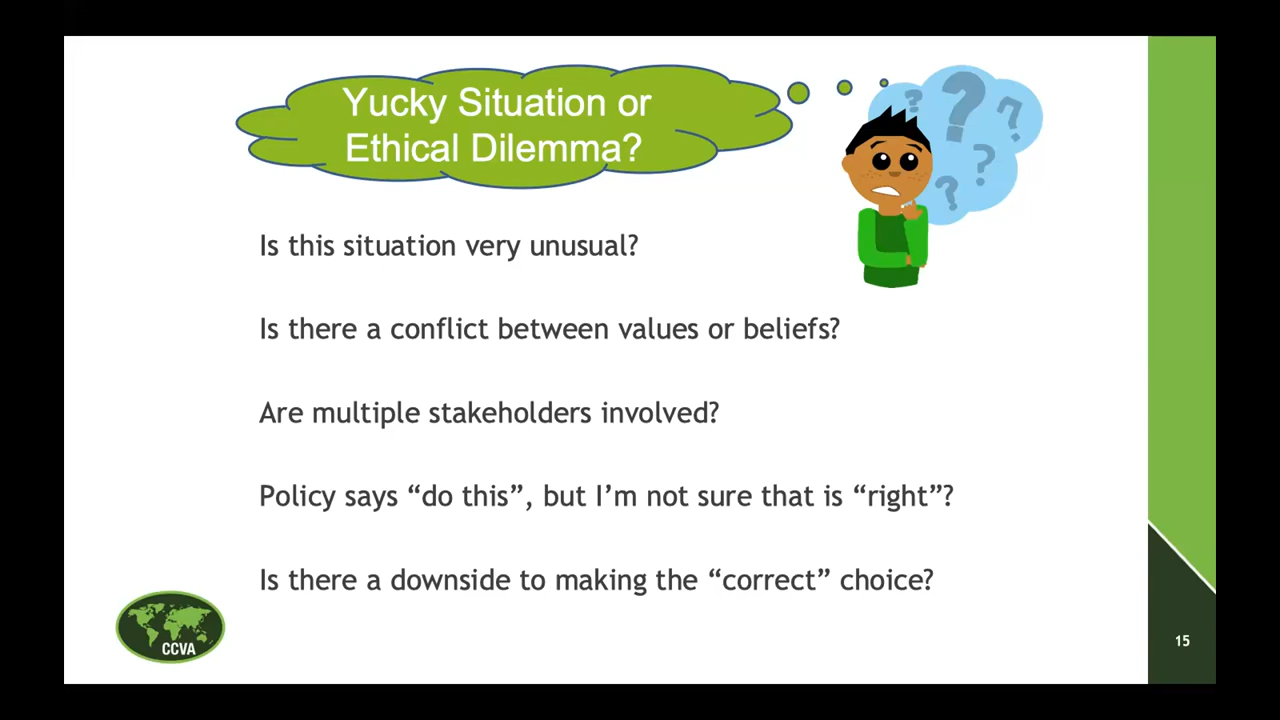 Yucky Situation or
Ethical Dilemma?
? ? ? ? ?
Is this situation very unusual?
Is there a conflict between values or beliefs?
Are multiple stakeholders involved?
Policy says “do this”, but I’m not sure that is “right”?
Is there a downside to making the “correct” choice?
CCVA
15